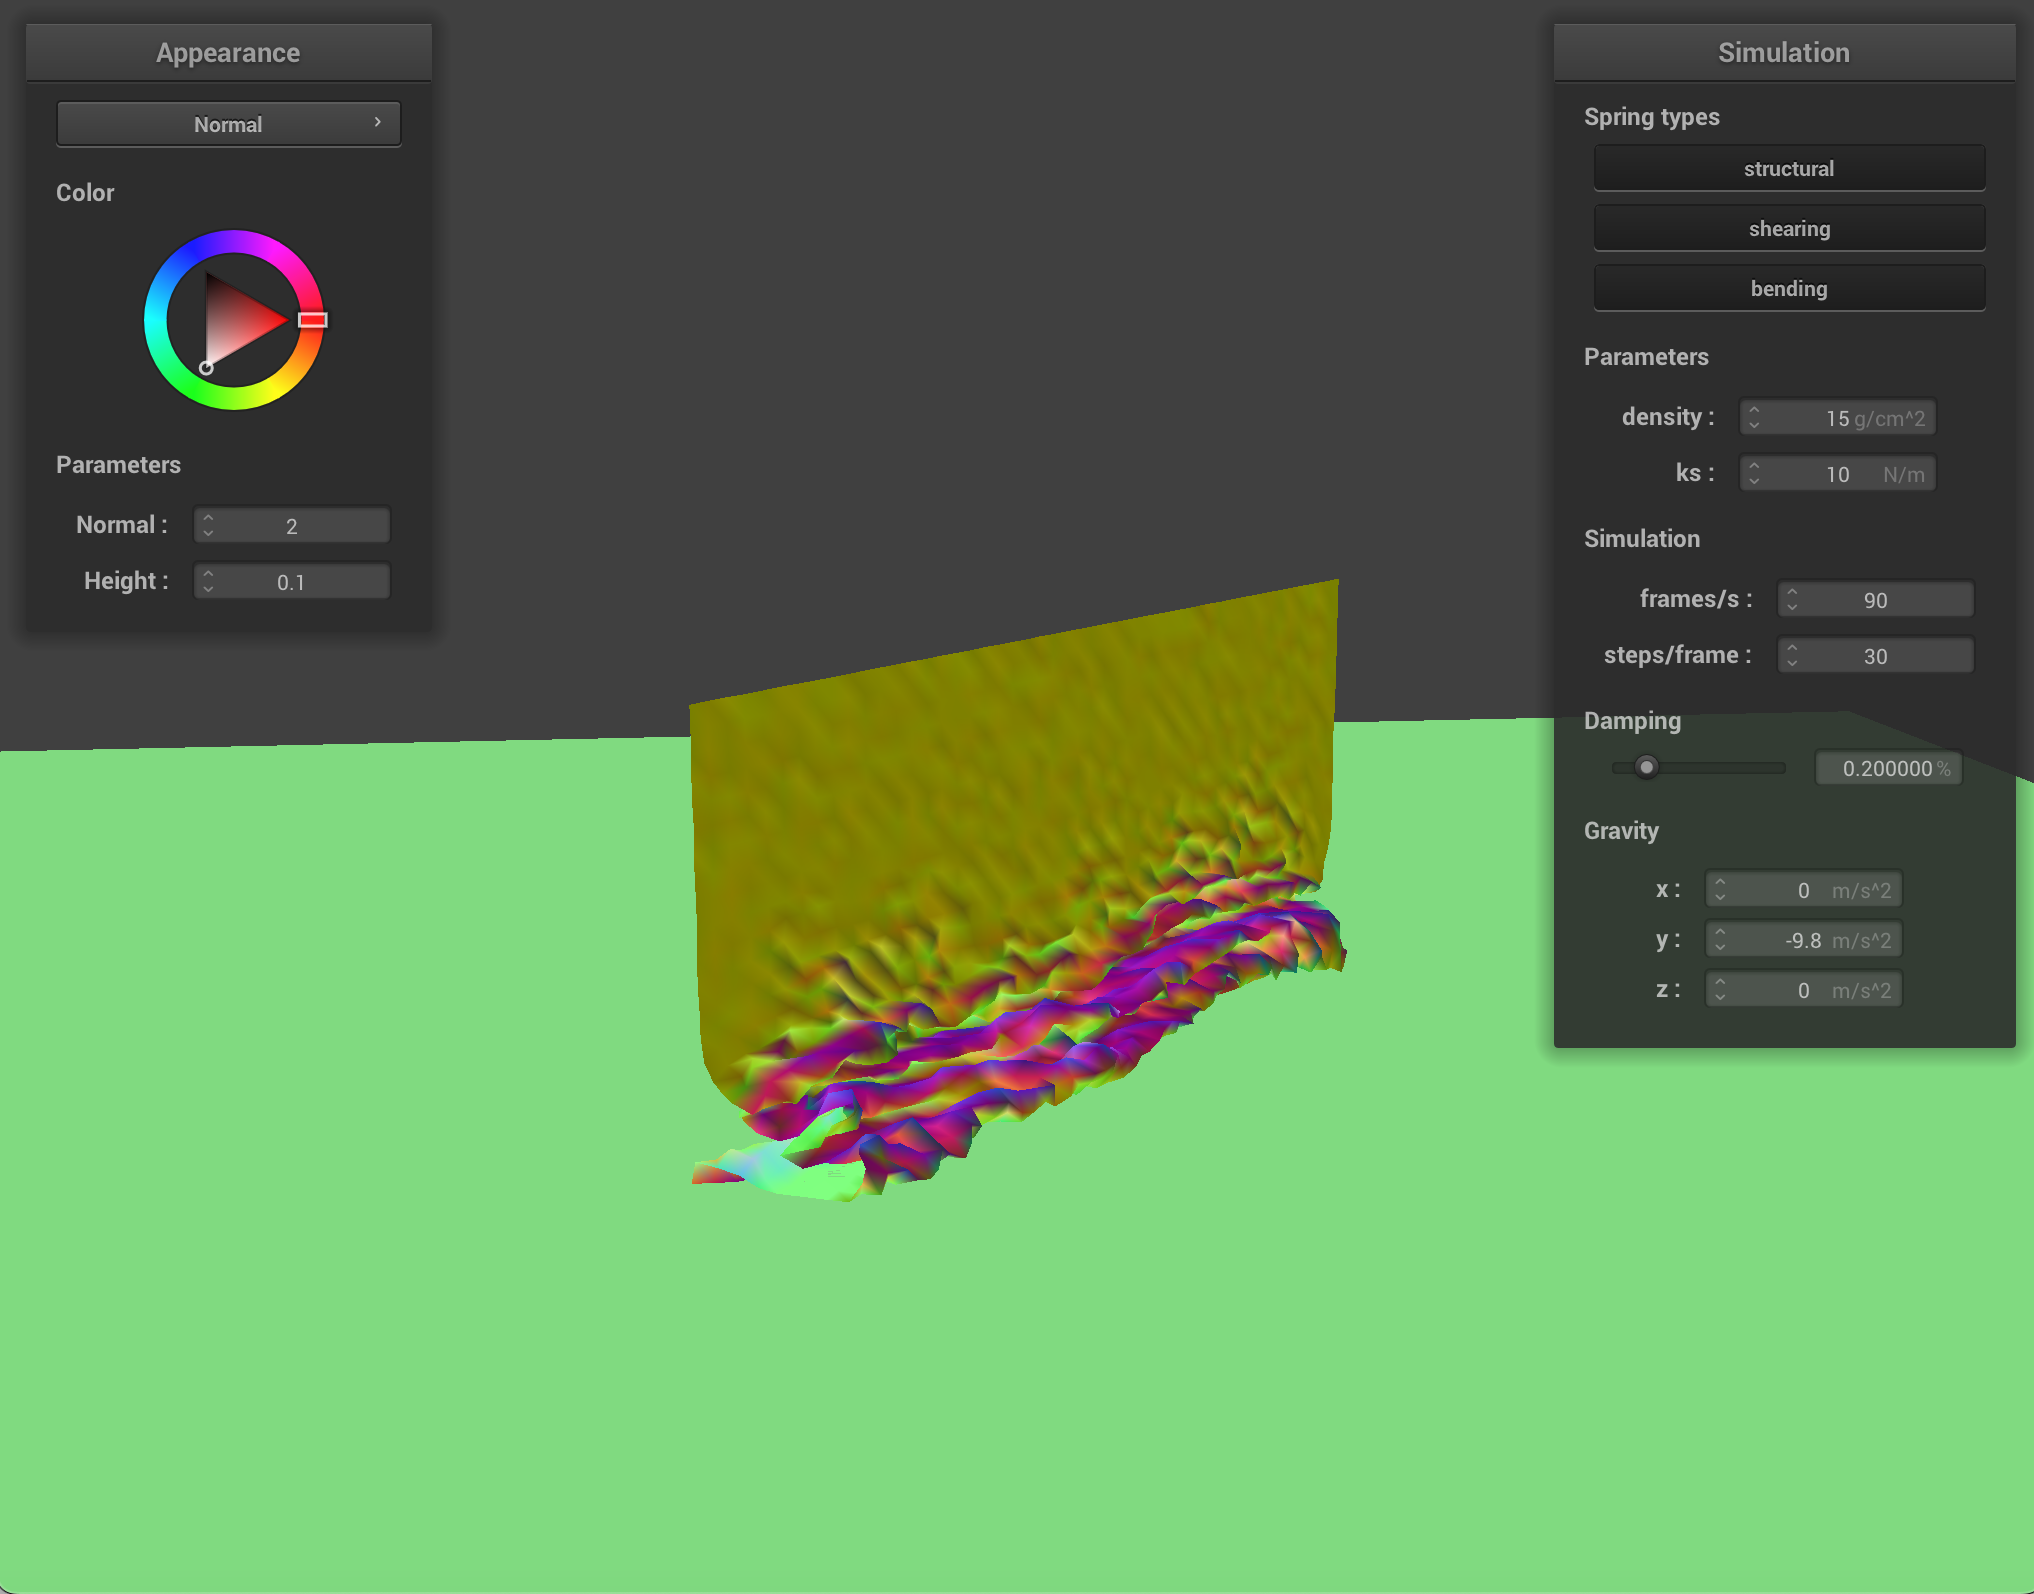 Appearance
Normal
Color
Parameters
Normal : 2
Height : 0.1
Simulation
Spring types
structural
shearing
bending
Parameters
density : 15 g/cm^2
ks : 10 N/m
Simulation
frames/s : 90
steps/frame : 30
Damping
0.200000 %
Gravity
x : 0 m/s^2
y : -9.8 m/s^2
z : 0 m/s^2